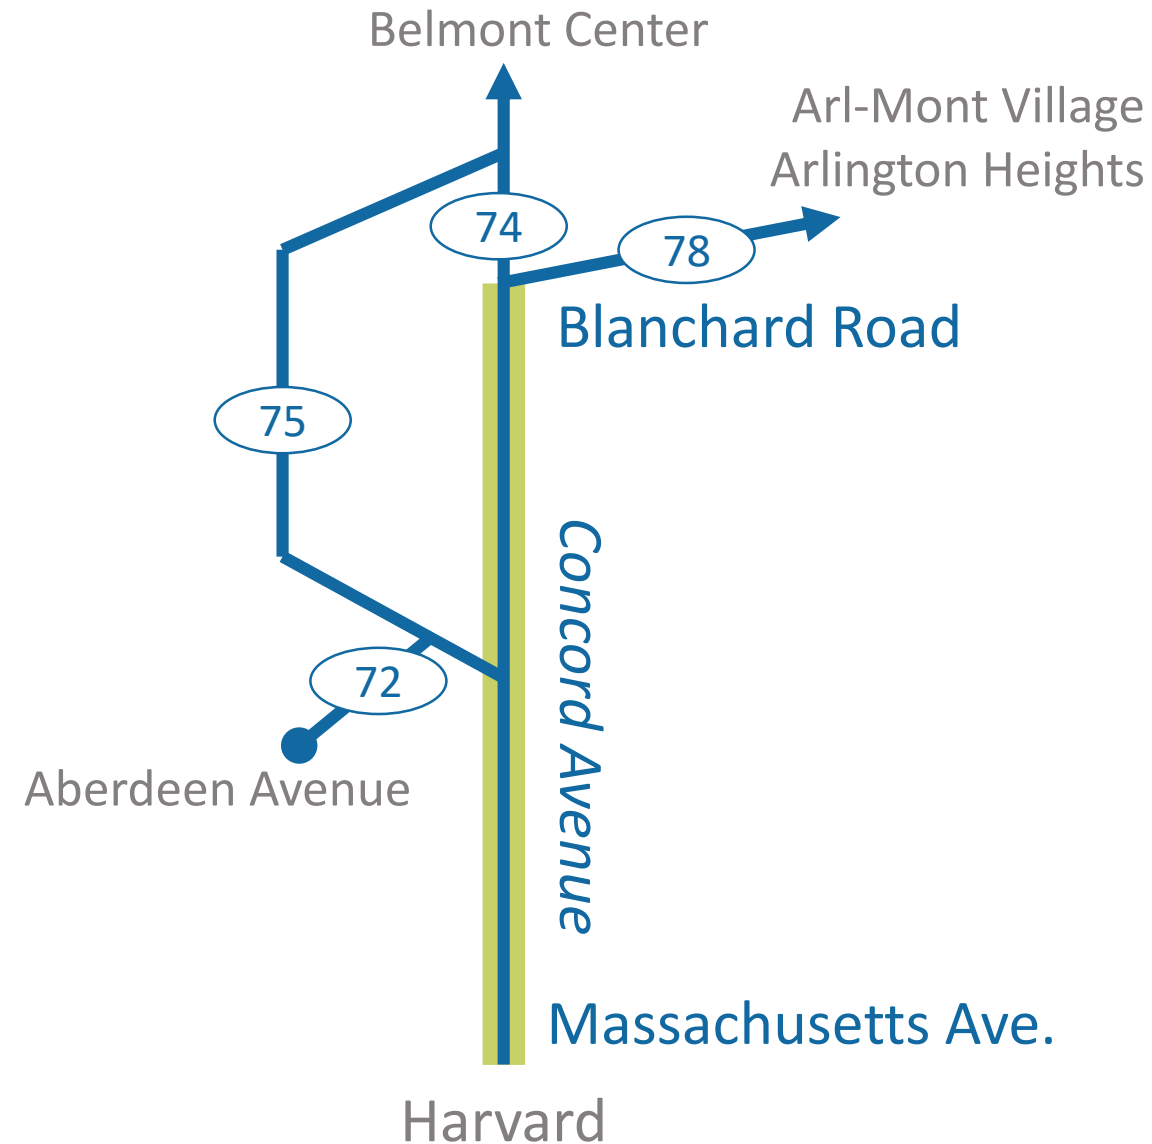 Belmont Center
Arl-Mont Village
Arlington Heights
74
78
Blanchard Road
75
Concord Avenue
72
Aberdeen Avenue
Massachusetts Ave.
Harvard